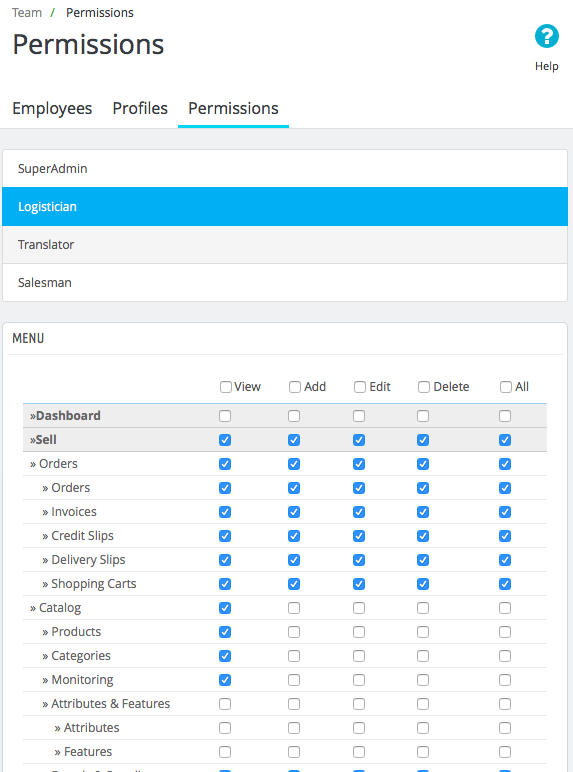 Team / Permissions
Permissions
?
Help
Employees Profiles Permissions
SuperAdmin
Logistician
Translator
Salesman
MENU
View Add Edit Delete All
»Dashboard
»Sell
» Orders
» Orders
» Invoices
» Credit Slips
» Delivery Slips
» Shopping Carts
» Catalog
» Products
» Categories
» Monitoring
» Attributes & Features
» Attributes
» Features